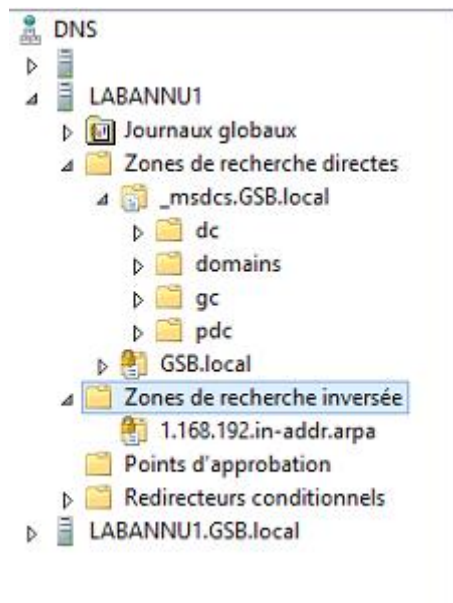 DNS
LABANNU1
Journaux globaux
Zones de recherche directes
_msdcs.GSB.local
dc
domains
gc
pdc
GSB.local
Zones de recherche inversée
1.168.192.in-addr.arpa
Points d'approbation
Redirecteurs conditionnels
LABANNU1.GSB.local